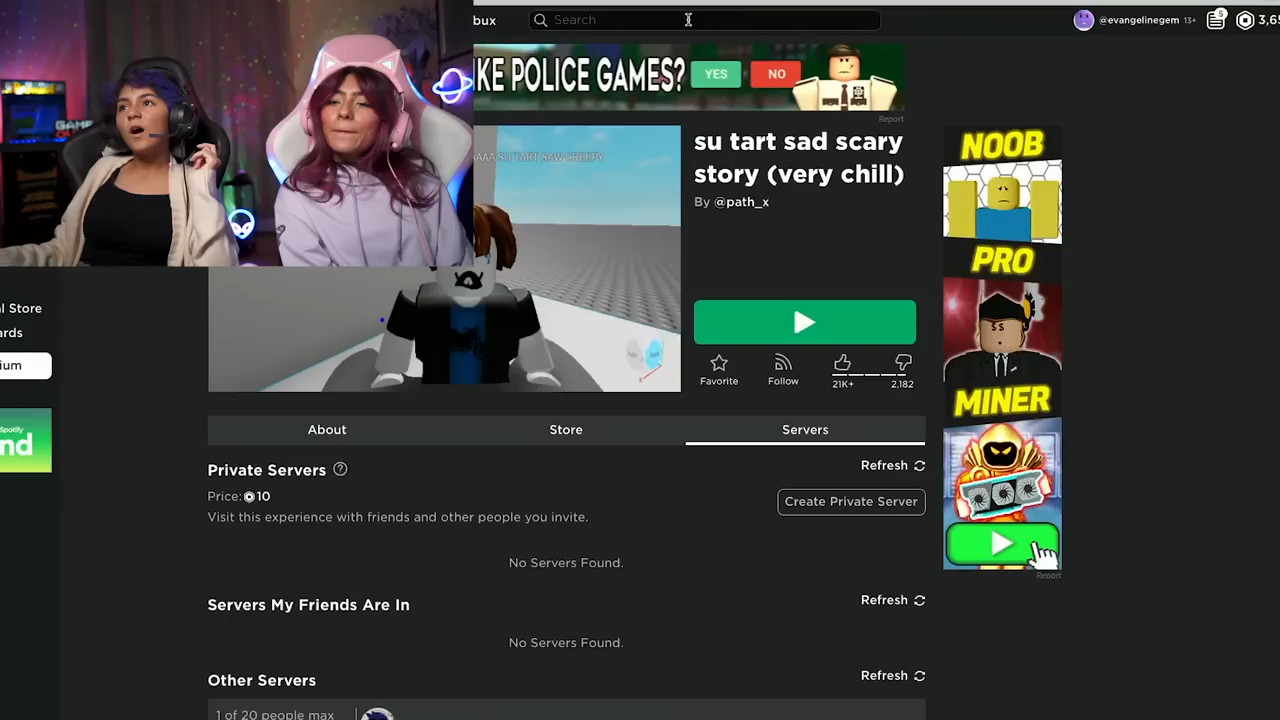 bux
Search
@evangelinegem 13+
5
3,65
KE POLICE GAMES?
YES
NO
Report
AAA SU TART SAW CREEPY
GAME
su tart sad scary
story (very chill)
By @path_x
NOOB
PRO
$$
MINER
Report
l Store
ards
ium
Spotify
nd
Favorite
Follow
21K+
2,182
About
Store
Servers
Private Servers ?
Refresh
Price: 10
Create Private Server
Visit this experience with friends and other people you invite.
No Servers Found.
Servers My Friends Are In
Refresh
No Servers Found.
Other Servers
Refresh
1 of 20 people max